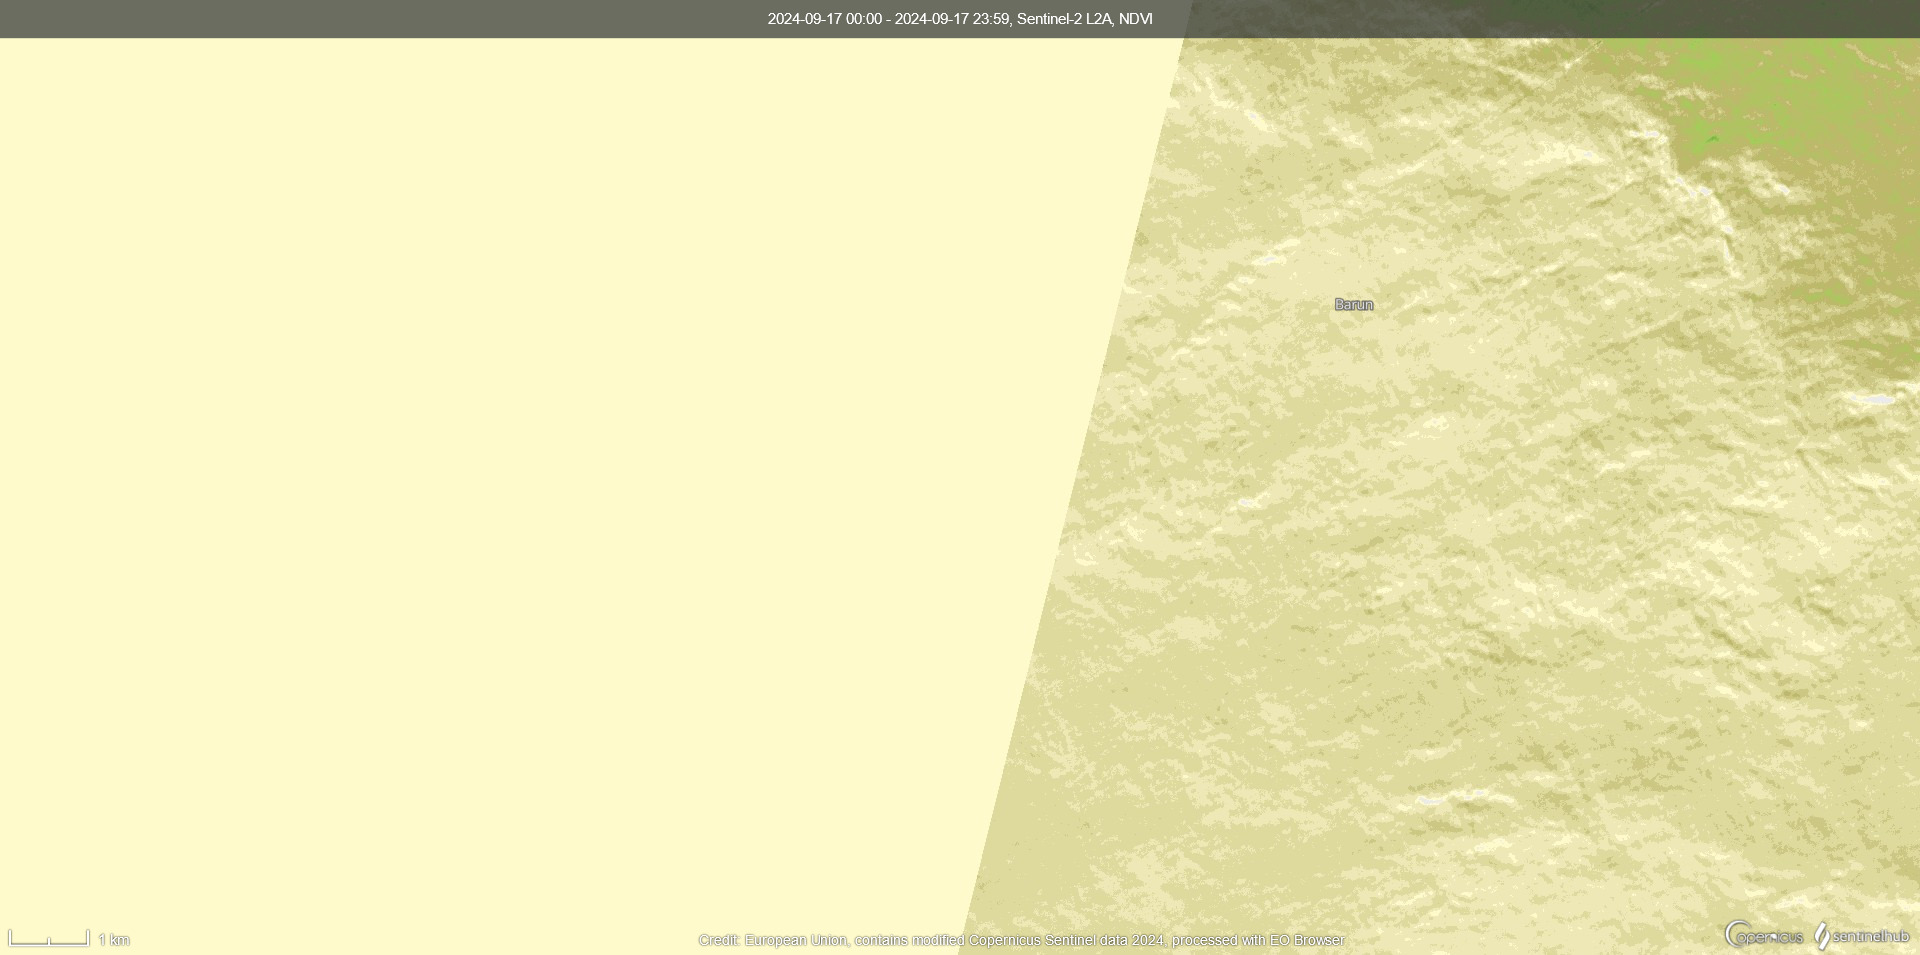 2024-09-17 00:00 - 2024-09-17 23:59, Sentinel-2 L2A, NDVI
Barun
1 km
Credit: European Union, contains modified Copernicus Sentinel data 2024, processed with EO Browser
Copernicus
sentinelhub